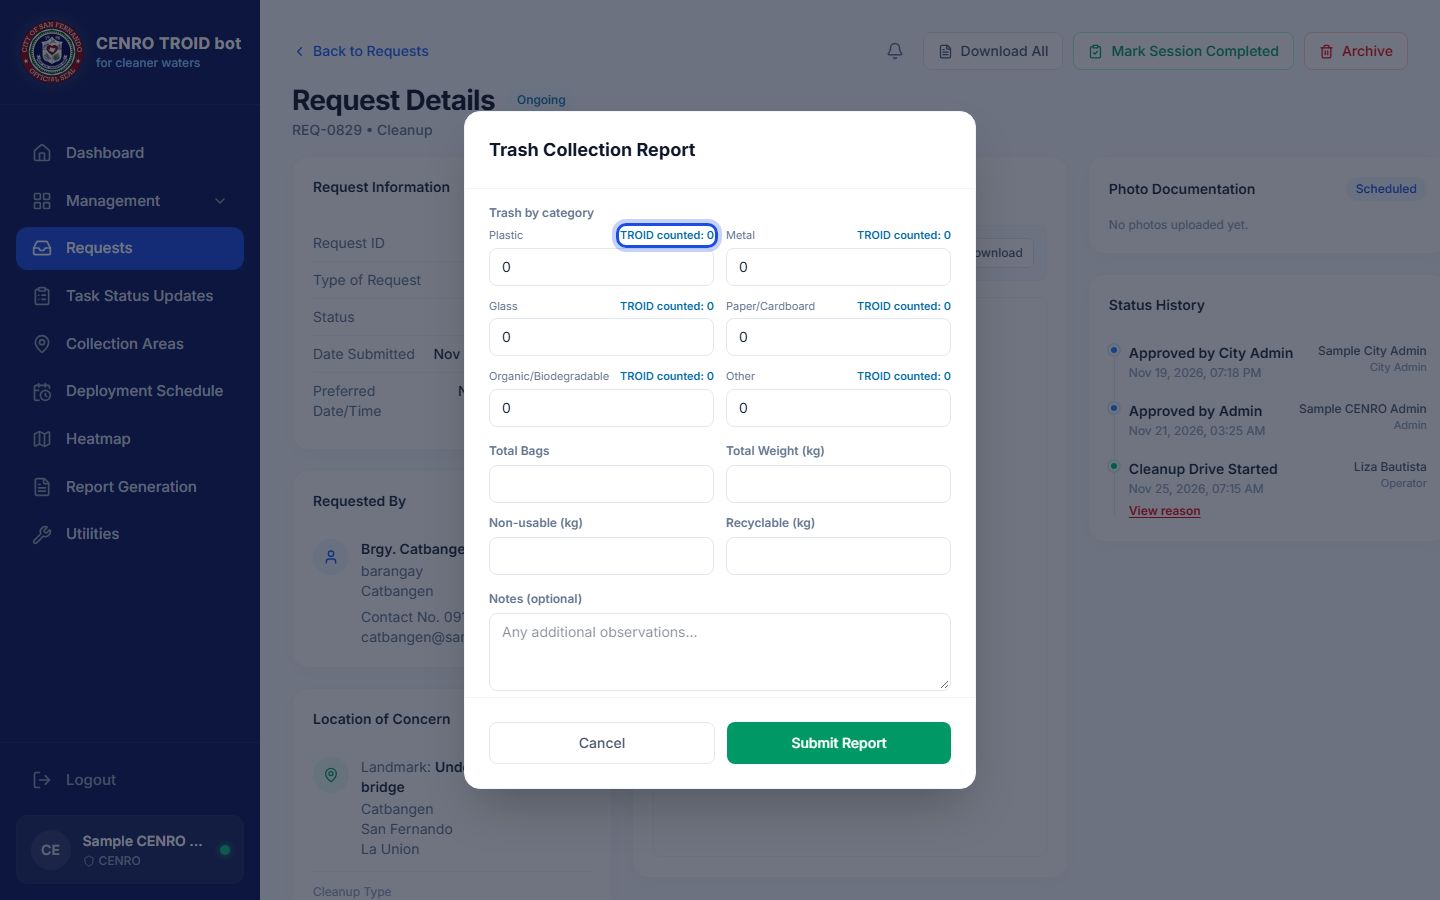 CITY OF SAN FERNANDO
OFFICIAL SEAL
CENRO TROID bot
for cleaner waters
Dashboard
Management
Requests
Task Status Updates
Collection Areas
Deployment Schedule
Heatmap
Report Generation
Utilities
Logout
CE
Sample CENRO ...
CENRO
Back to Requests
Download All
Mark Session Completed
Archive
Request Details
Ongoing
REQ-0829 • Cleanup
Request Information
Request ID
Type of Request
Status
Date Submitted Nov
Preferred
Date/Time
Requested By
Brgy. Catbange
barangay
Catbangen
Contact No. 09
catbangen@sa
Location of Concern
Landmark: Und
bridge
Catbangen
San Fernando
La Union
Cleanup Type
Trash Collection Report
Trash by category
Plastic TROID counted: 0
0
Metal TROID counted: 0
0
Glass TROID counted: 0
0
Paper/Cardboard TROID counted: 0
0
Organic/Biodegradable TROID counted: 0
0
Other TROID counted: 0
0
Total Bags
Total Weight (kg)
Non-usable (kg)
Recyclable (kg)
Notes (optional)
Any additional observations...
Cancel
Submit Report
ownload
Photo Documentation
Scheduled
No photos uploaded yet.
Status History
Approved by City Admin Sample City Admin
Nov 19, 2026, 07:18 PM City Admin
Approved by Admin Sample CENRO Admin
Nov 21, 2026, 03:25 AM Admin
Cleanup Drive Started Liza Bautista
Nov 25, 2026, 07:15 AM Operator
View reason